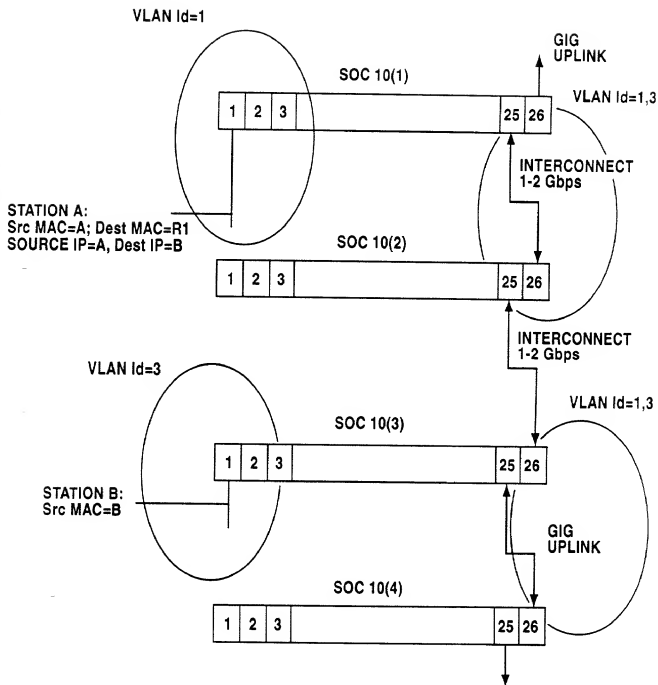 VLAN Id=1
GIG
UPLINK
SOC 10(1)
VLAN Id=1,3
1 2 3 25 26
INTERCONNECT
1-2 Gbps
STATION A:
Src MAC=A; Dest MAC=R1
SOURCE IP=A, Dest IP=B
SOC 10(2)
1 2 3 25 26
INTERCONNECT
1-2 Gbps
VLAN Id=3
VLAN Id=1,3
SOC 10(3)
1 2 3 25 26
STATION B:
Src MAC=B
GIG
UPLINK
SOC 10(4)
1 2 3 25 26